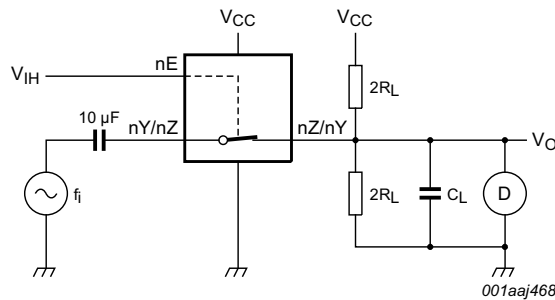 VCC
VCC
nE
VIH
2RL
10 µF
nY/nZ
nZ/nY
VO
fi
2RL
CL
D
001aaj468